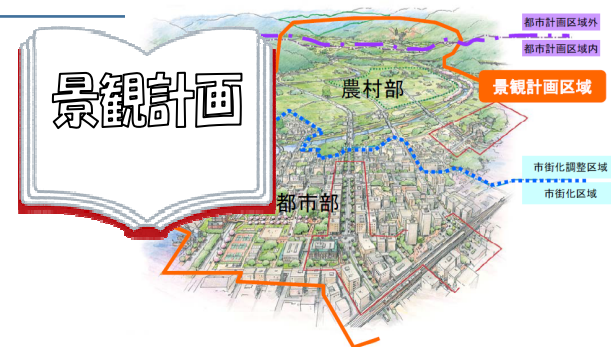 景観計画
都市計画区域外
都市計画区域内
農村部
景観計画区域
市街化調整区域
市街化区域
都市部